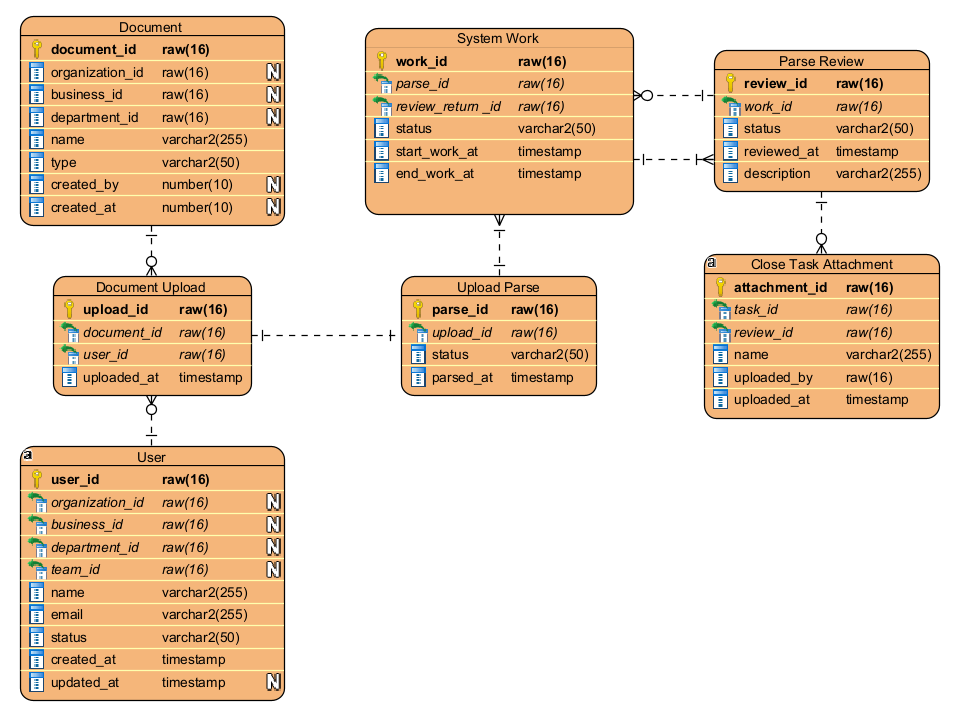 Document
document_id raw(16)
organization_id raw(16) N
business_id raw(16) N
department_id raw(16) N
name varchar2(255)
type varchar2(50)
created_by number(10) N
created_at number(10) N
System Work
work_id raw(16)
parse_id raw(16)
review_return_id raw(16)
status varchar2(50)
start_work_at timestamp
end_work_at timestamp
Parse Review
review_id raw(16)
work_id raw(16)
status varchar2(50)
reviewed_at timestamp
description varchar2(255)
Document Upload
upload_id raw(16)
document_id raw(16)
user_id raw(16)
uploaded_at timestamp
Upload Parse
parse_id raw(16)
upload_id raw(16)
status varchar2(50)
parsed_at timestamp
a
Close Task Attachment
attachment_id raw(16)
task_id raw(16)
review_id raw(16)
name varchar2(255)
uploaded_by raw(16)
uploaded_at timestamp
a
User
user_id raw(16)
organization_id raw(16) N
business_id raw(16) N
department_id raw(16) N
team_id raw(16) N
name varchar2(255)
email varchar2(255)
status varchar2(50)
created_at timestamp
updated_at timestamp N